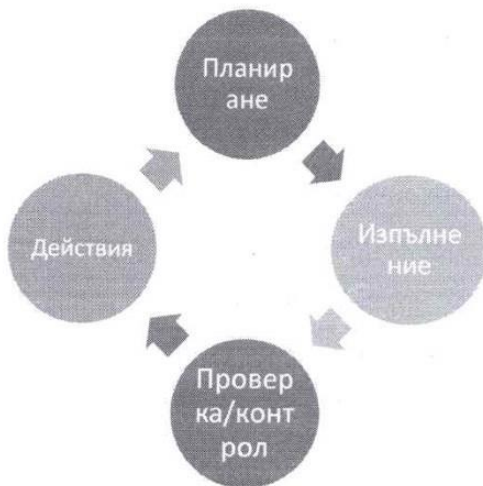 Планир
ане
Изпълне
ние
Провер
ка/конт
рол
Действия